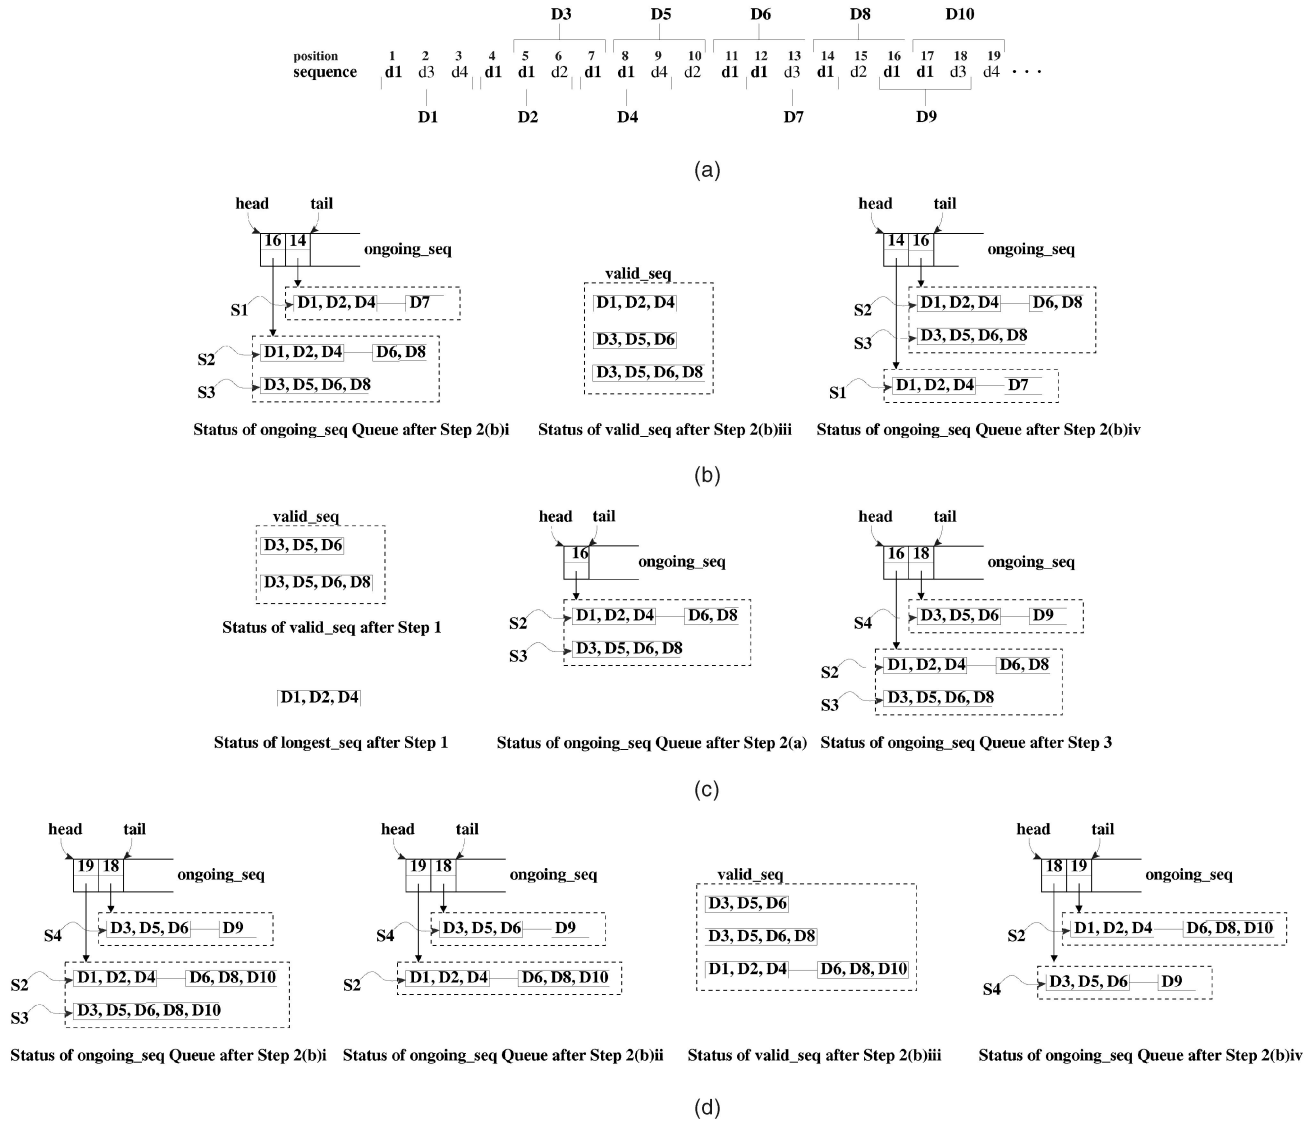 D3 D5 D6 D8 D10
position 1 2 3 4 5 6 7 8 9 10 11 12 13 14 15 16 17 18 19
sequence d1 d3 d4 d1 d1 d2 d1 d1 d4 d2 d1 d1 d3 d1 d2 d1 d1 d3 d4 . . .
D1 D2 D4 D7 D9
(a)
head tail
16 14
ongoing_seq
S1 D1, D2, D4 D7
S2 D1, D2, D4 D6, D8
S3 D3, D5, D6, D8
Status of ongoing_seq Queue after Step 2(b)i
valid_seq
D1, D2, D4
D3, D5, D6
D3, D5, D6, D8
Status of valid_seq after Step 2(b)iii
head tail
14 16
ongoing_seq
S2 D1, D2, D4 D6, D8
S3 D3, D5, D6, D8
S1 D1, D2, D4 D7
Status of ongoing_seq Queue after Step 2(b)iv
(b)
valid_seq
D3, D5, D6
D3, D5, D6, D8
Status of valid_seq after Step 1
D1, D2, D4
Status of longest_seq after Step 1
head tail
16
ongoing_seq
S2 D1, D2, D4 D6, D8
S3 D3, D5, D6, D8
Status of ongoing_seq Queue after Step 2(a)
head tail
16 18
ongoing_seq
S4 D3, D5, D6 D9
S2 D1, D2, D4 D6, D8
S3 D3, D5, D6, D8
Status of ongoing_seq Queue after Step 3
(c)
head tail
19 18
ongoing_seq
S4 D3, D5, D6 D9
S2 D1, D2, D4 D6, D8, D10
S3 D3, D5, D6, D8, D10
Status of ongoing_seq Queue after Step 2(b)i
head tail
19 18
ongoing_seq
S4 D3, D5, D6 D9
S2 D1, D2, D4 D6, D8, D10
Status of ongoing_seq Queue after Step 2(b)ii
valid_seq
D3, D5, D6
D3, D5, D6, D8
D1, D2, D4 D6, D8, D10
Status of valid_seq after Step 2(b)iii
head tail
18 19
ongoing_seq
S2 D1, D2, D4 D6, D8, D10
S4 D3, D5, D6 D9
Status of ongoing_seq Queue after Step 2(b)iv
(d)